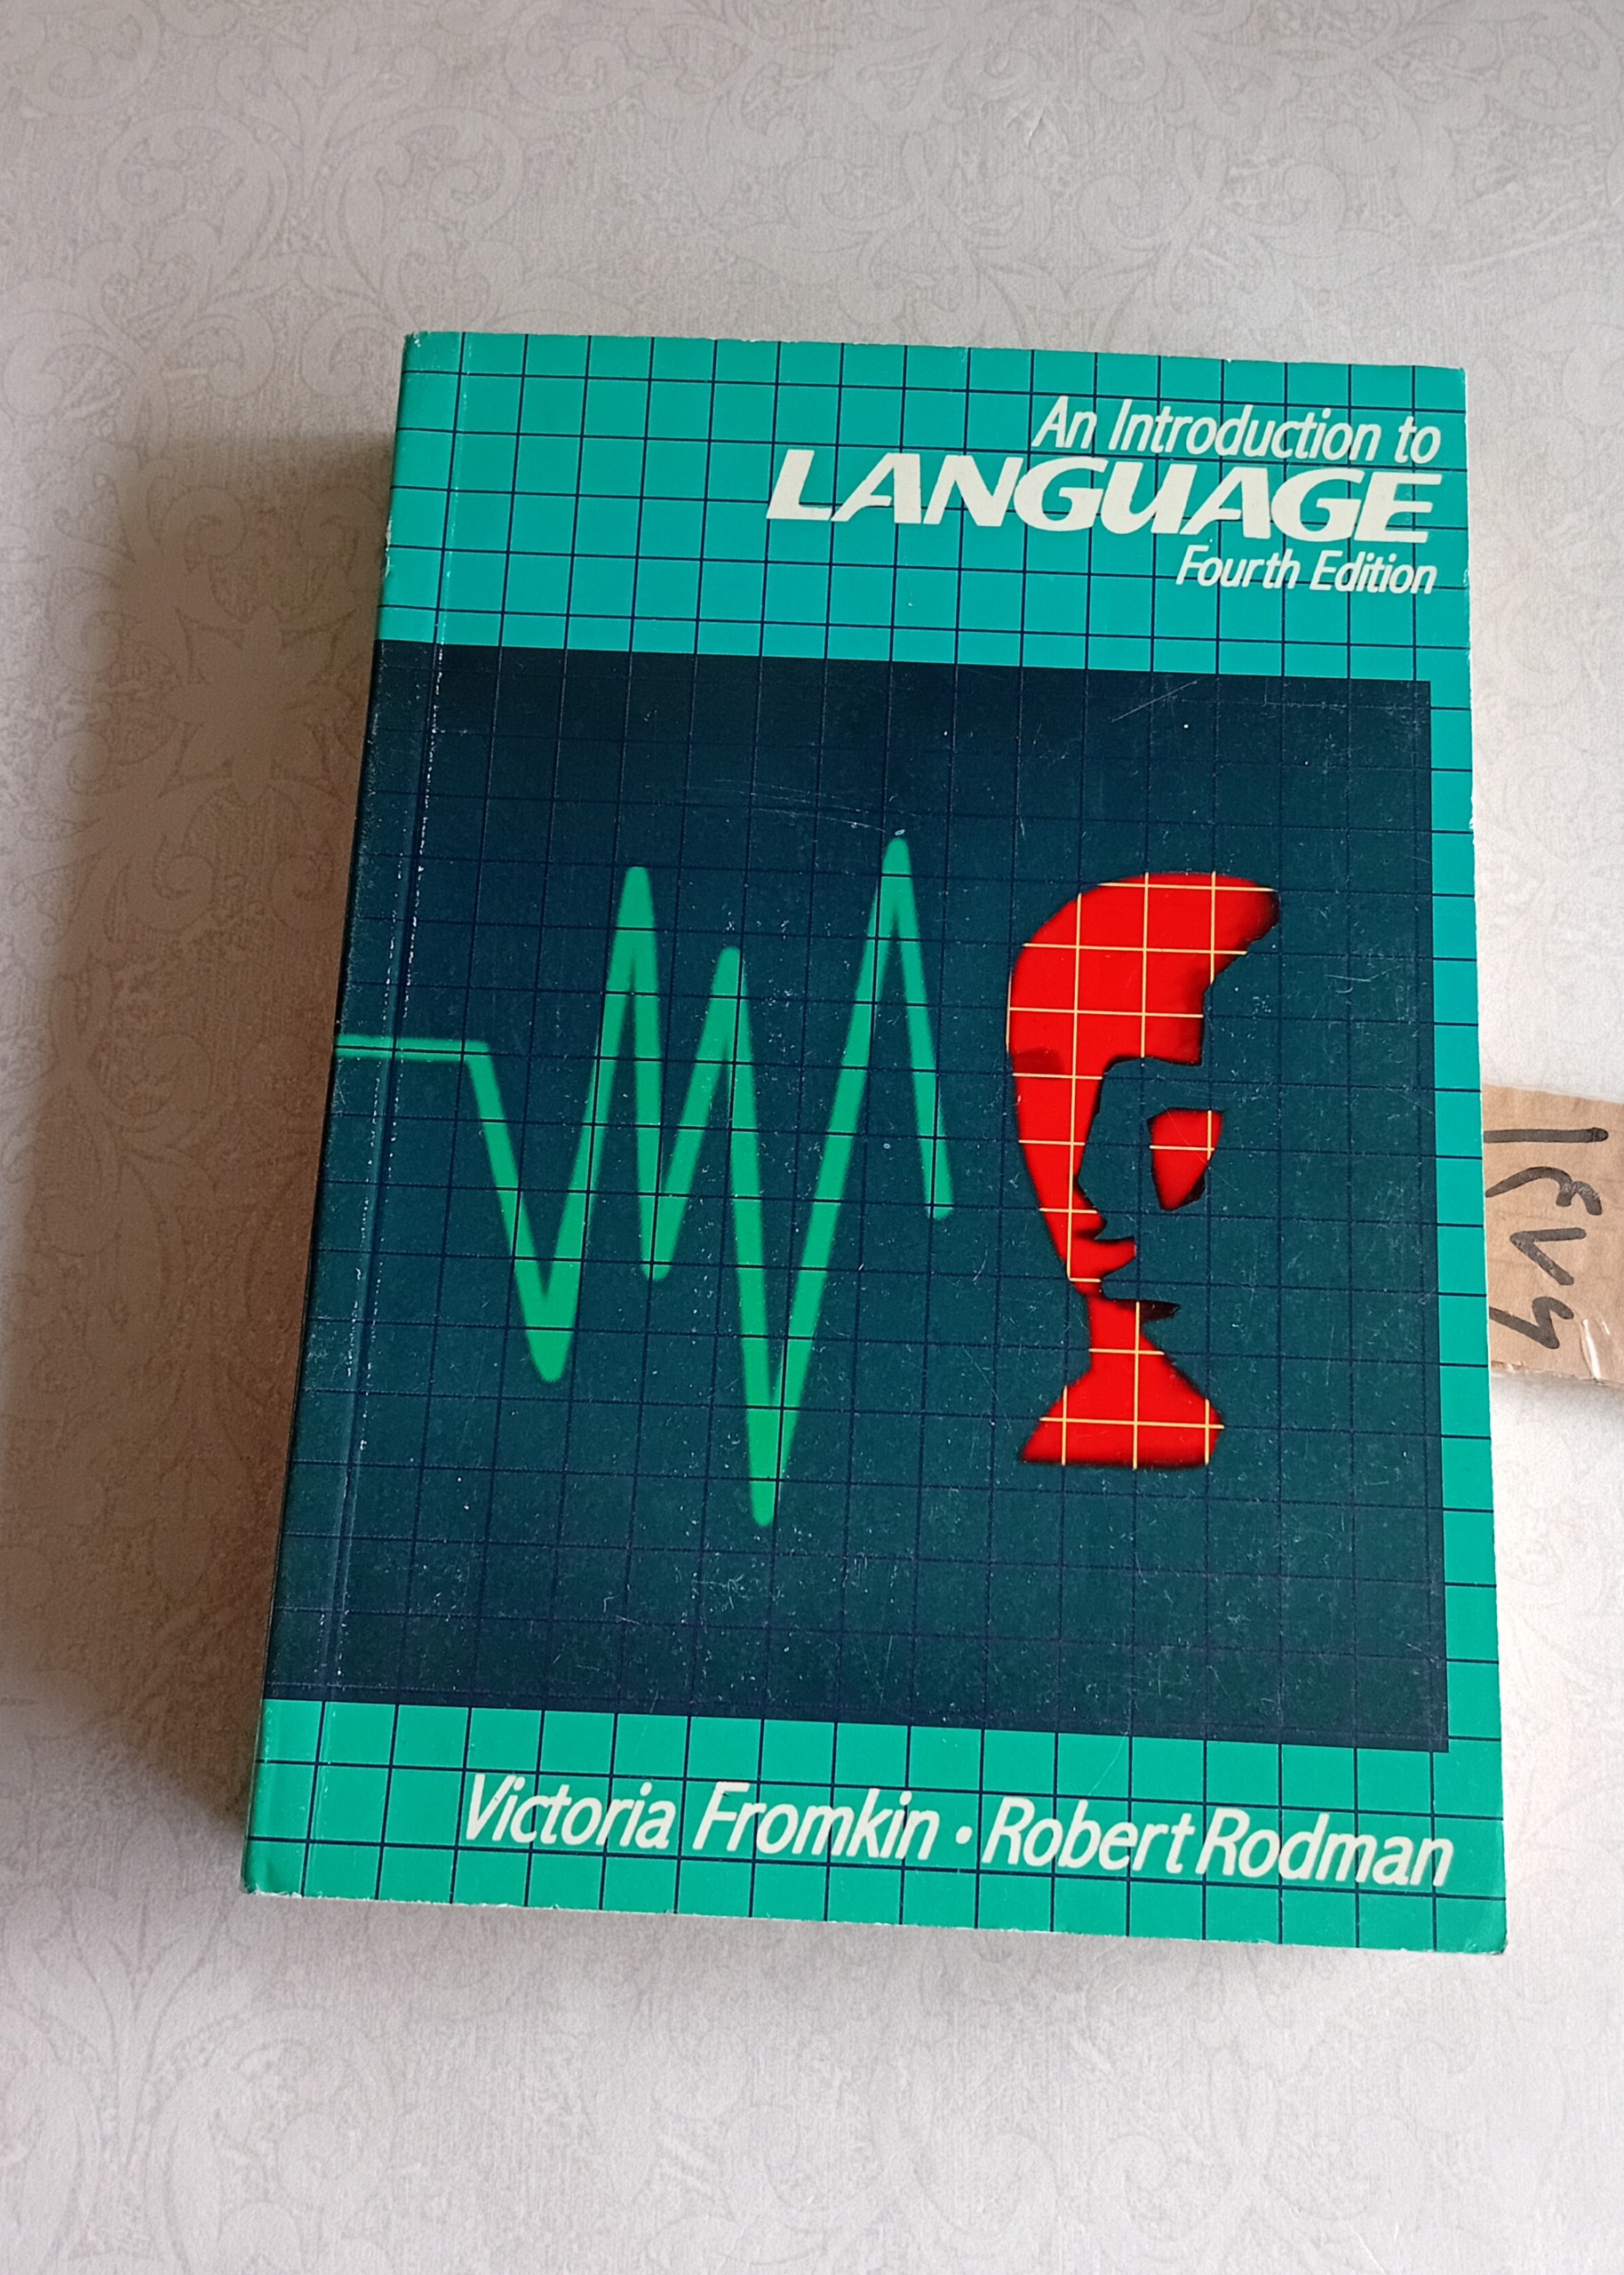 An Introduction to
LANGUAGE
Fourth Edition
Victoria Fromkin • Robert Rodman